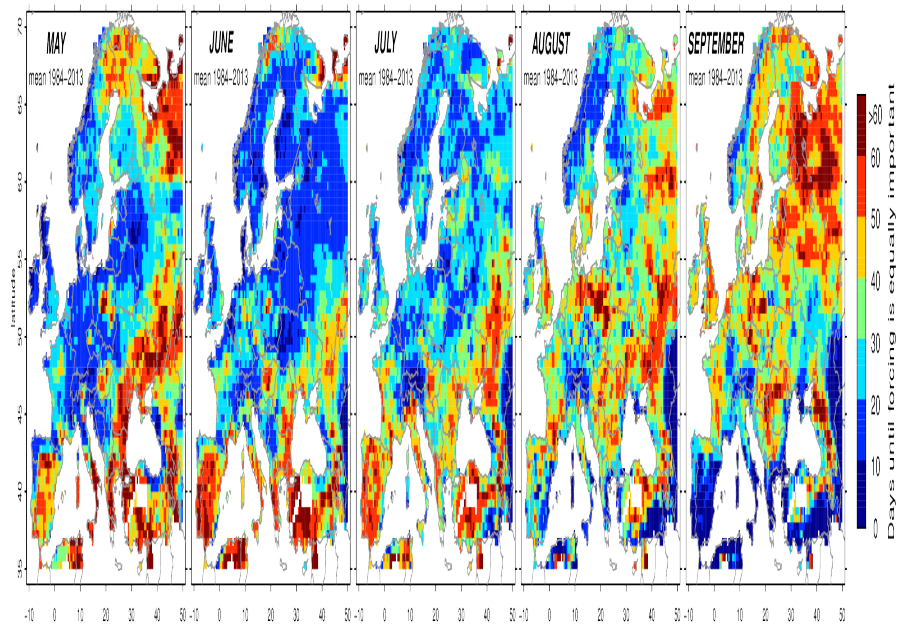 MAY
JUNE
JULY
AUGUST
SEPTEMBER
mean 1984–2013
mean 1984–2013
mean 1984–2013
mean 1984–2013
mean 1984–2013
70
65
60
55
50
45
40
35
latitude
-10 0 10 20 30 40 50
-10 0 10 20 30 40 50
-10 0 10 20 30 40 50
-10 0 10 20 30 40 50
-10 0 10 20 30 40 50
>60
60
50
40
30
20
10
0
Days until forcing is equally important